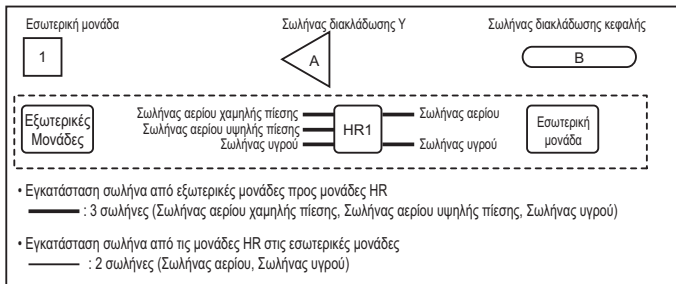 Εσωτερική μονάδα
Σωλήνας διακλάδωσης Y
Σωλήνας διακλάδωσης κεφαλής
1
A
B
Εξωτερικές
Μονάδες
Σωλήνας αερίου χαμηλής πίεσης
Σωλήνας αερίου υψηλής πίεσης
Σωλήνας υγρού
HR1
Σωλήνας αερίου
Σωλήνας υγρού
Εσωτερική
μονάδα
• Εγκατάσταση σωλήνα από εξωτερικές μονάδες προς μονάδες HR
: 3 σωλήνες (Σωλήνας αερίου χαμηλής πίεσης, Σωλήνας αερίου υψηλής πίεσης, Σωλήνας υγρού)
• Εγκατάσταση σωλήνα από τις μονάδες HR στις εσωτερικές μονάδες
: 2 σωλήνες (Σωλήνας αερίου, Σωλήνας υγρού)